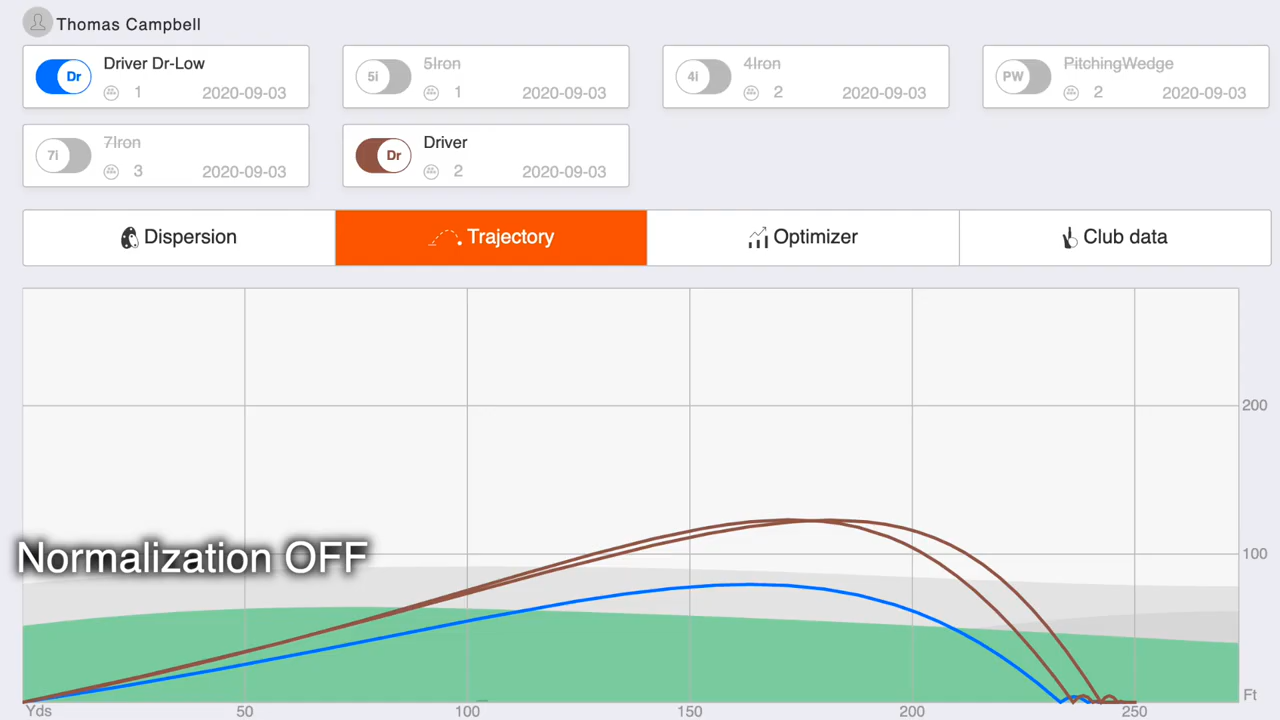 Thomas Campbell
Dr Driver Dr-Low
1 2020-09-03
5i 5Iron
1 2020-09-03
4i 4Iron
2 2020-09-03
PW PitchingWedge
2 2020-09-03
7i 7Iron
3 2020-09-03
Dr Driver
2 2020-09-03
Dispersion
Trajectory
Optimizer
Club data
200
Normalization OFF
100
Ft
Yds 50 100 150 200 250